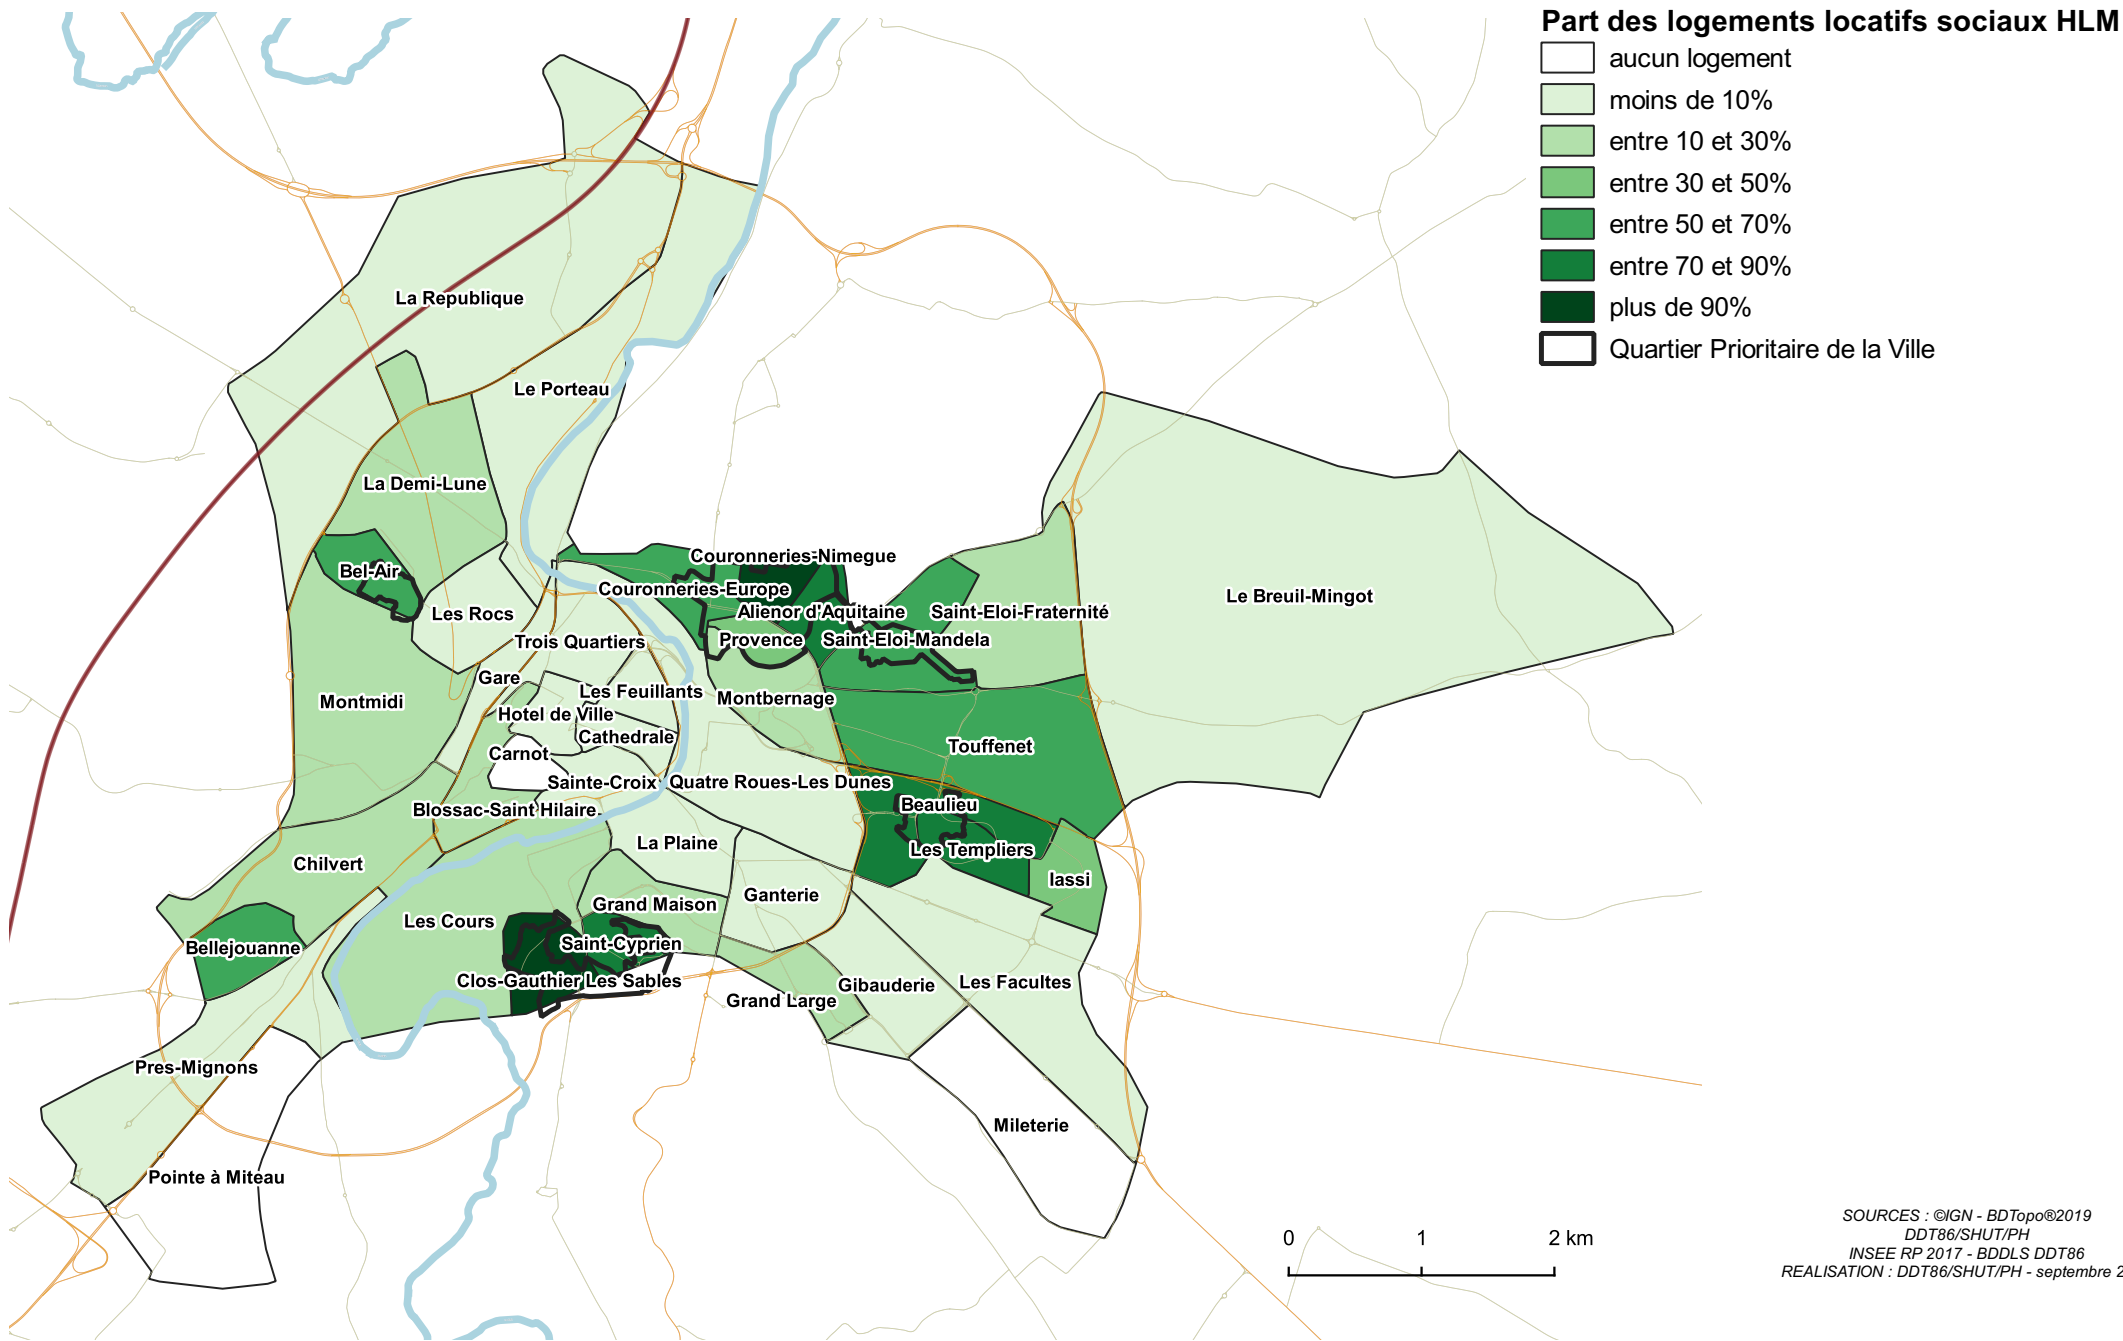 Part des logements locatifs sociaux HLM
aucun logement
moins de 10%
entre 10 et 30%
entre 30 et 50%
entre 50 et 70%
entre 70 et 90%
plus de 90%
Quartier Prioritaire de la Ville
La Republique
Le Porteau
La Demi-Lune
Bel-Air
Les Rocs
Couronneries-Nimegue
Couronneries-Europe
Alienor d'Aquitaine
Saint-Eloi-Fraternité
Le Breuil-Mingot
Trois Quartiers
Provence
Saint-Eloi-Mandela
Gare
Les Feuillants
Montbernage
Montmidi
Hotel de Ville
Cathedrale
Touffenet
Carnot
Sainte-Croix
Quatre Roues-Les Dunes
Blossac-Saint Hilaire
Beaulieu
La Plaine
Les Templiers
Chilvert
Iassi
Ganterie
Grand Maison
Les Cours
Bellejouanne
Saint-Cyprien
Clos-Gauthier
Les Sables
Gibauderie
Les Facultes
Grand Large
Pres-Mignons
Mileterie
Pointe à Miteau
0 1 2 km
SOURCES : ©IGN - BDTopo®2019
DDT86/SHUT/PH
INSEE RP 2017 - BDDLS DDT86
REALISATION : DDT86/SHUT/PH - septembre 2